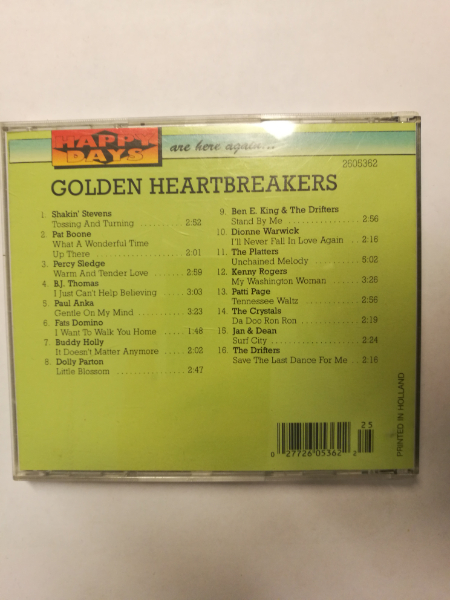 HAPPY DAYS
are here again...
2605362
GOLDEN HEARTBREAKERS
1. Shakin' Stevens
Tossing And Turning 2:52
2. Pat Boone
What A Wonderful Time
Up There 2:01
3. Percy Sledge
Warm And Tender Love 2:59
4. B.J. Thomas
I Just Can't Help Believing 3:03
5. Paul Anka
Gentle On My Mind 3:23
6. Fats Domino
I Want To Walk You Home 1:48
7. Buddy Holly
It Doesn't Matter Anymore 2:02
8. Dolly Parton
Little Blossom 2:47
9. Ben E. King & The Drifters
Stand By Me 2:56
10. Dionne Warwick
I'll Never Fall In Love Again 2:16
11. The Platters
Unchained Melody 5:02
12. Kenny Rogers
My Washington Woman 3:26
13. Patti Page
Tennessee Waltz 2:56
14. The Crystals
Da Doo Ron Ron 2:19
15. Jan & Dean
Surf City 2:24
16. The Drifters
Save The Last Dance For Me 2:16
25
0 27726 05362 2
PRINTED IN HOLLAND